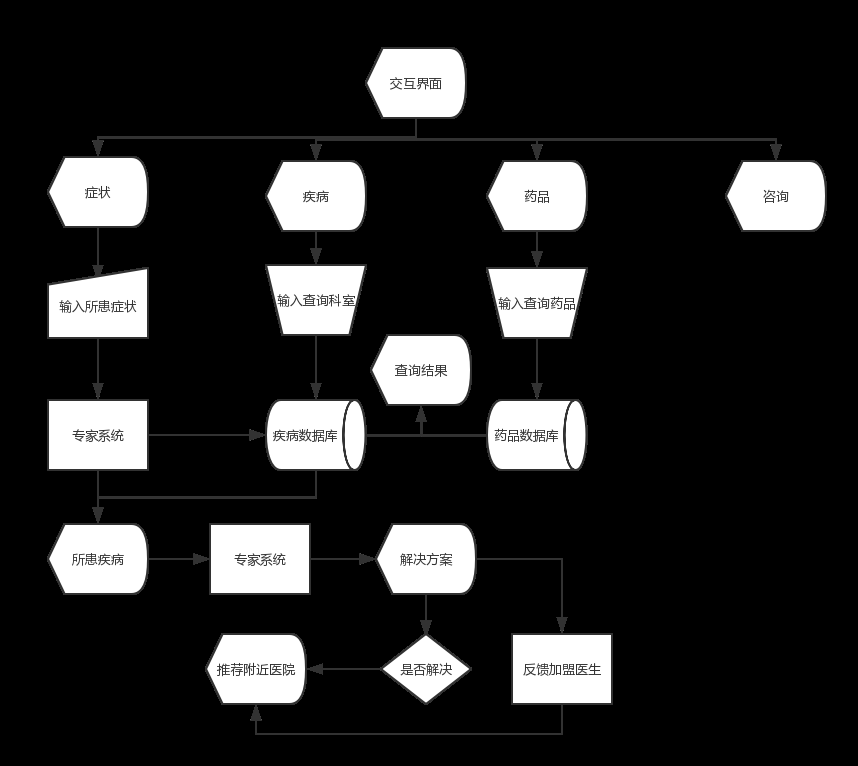 交互界面
症状
疾病
药品
咨询
输入所患症状
输入查询科室
输入查询药品
查询结果
专家系统
疾病数据库
药品数据库
所患疾病
专家系统
解决方案
推荐附近医院
是否解决
反馈加盟医生